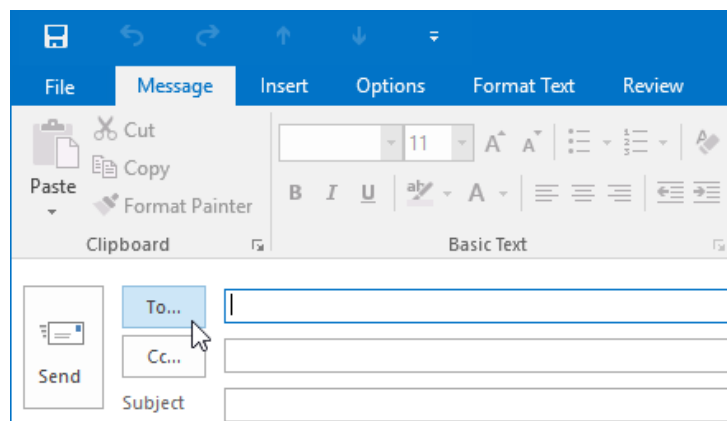 File Message Insert Options Format Text Review
Cut
Copy
Paste
Format Painter
Clipboard
11
B I U
Basic Text
Send
To...
Cc...
Subject